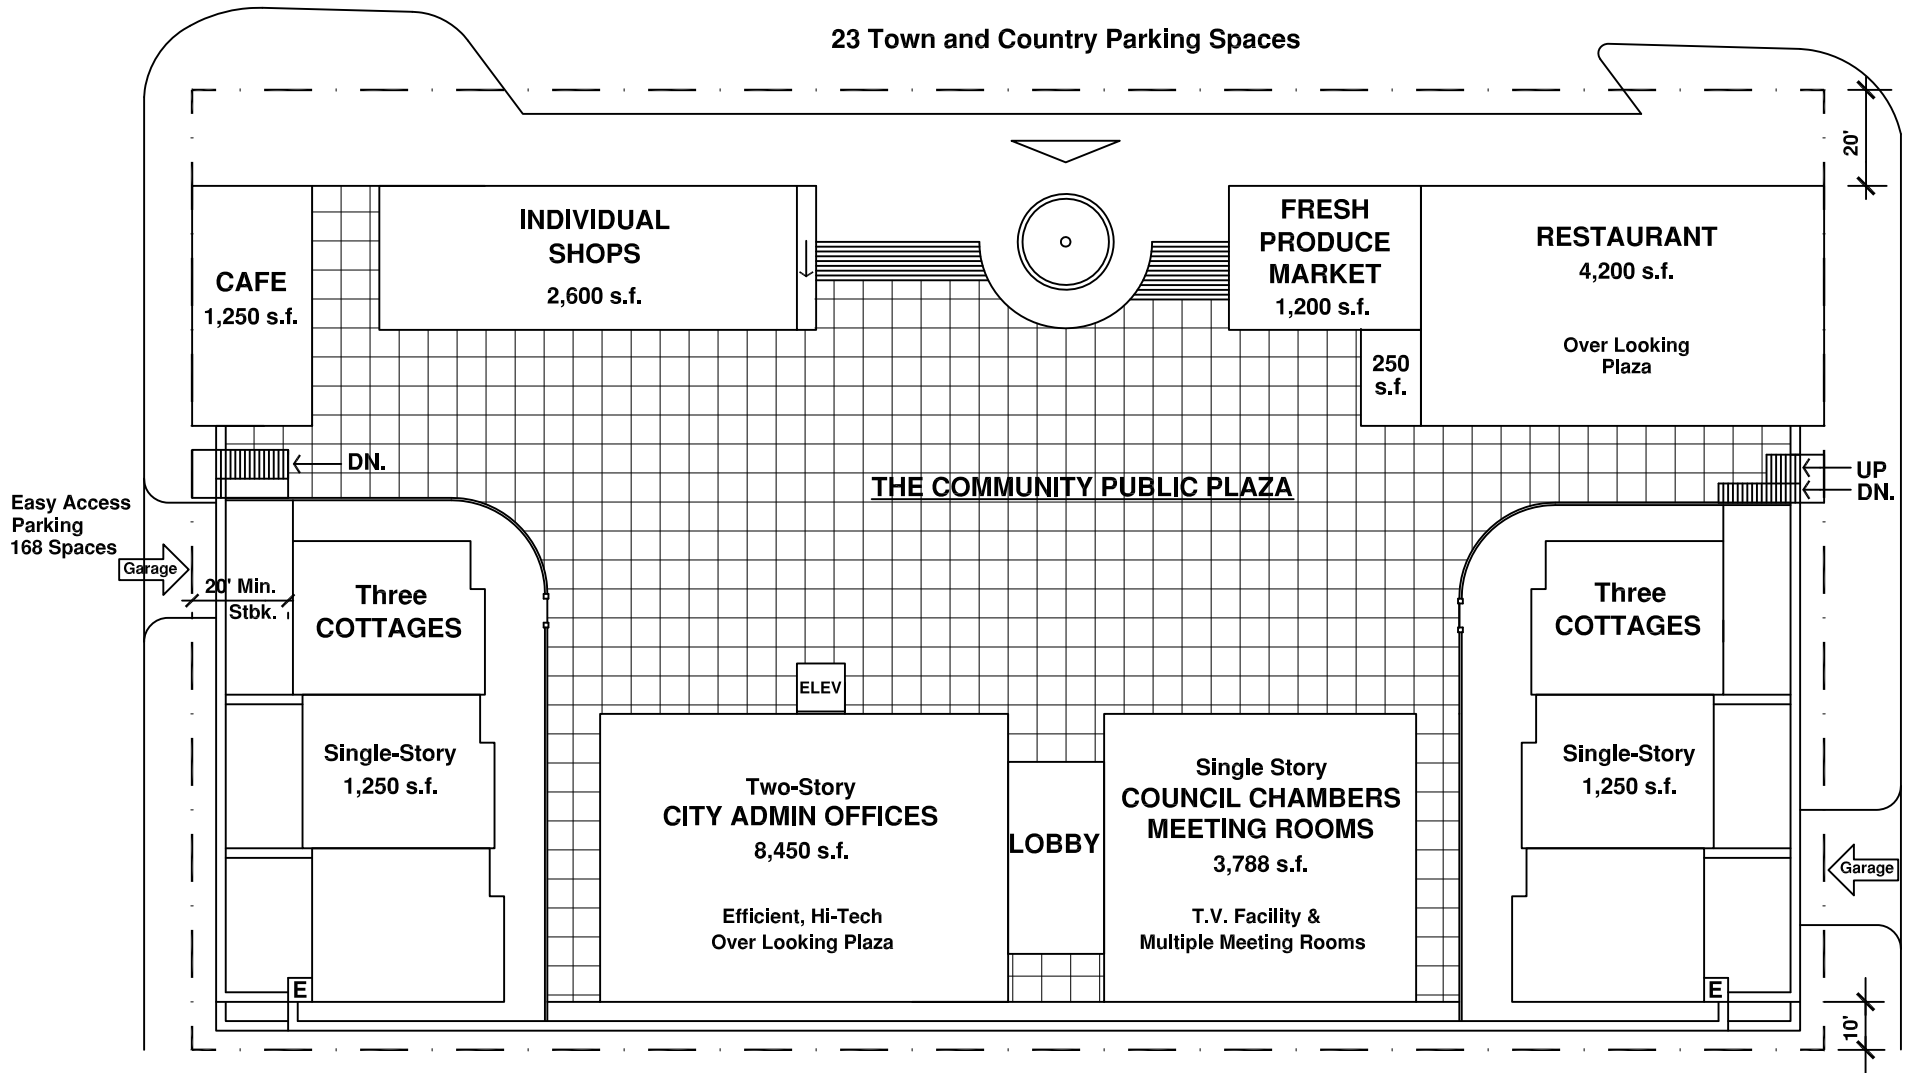 23 Town and Country Parking Spaces
20'
INDIVIDUAL
SHOPS
2,600 s.f.
FRESH
PRODUCE
MARKET
1,200 s.f.
RESTAURANT
4,200 s.f.
Over Looking
Plaza
CAFE
1,250 s.f.
250
s.f.
DN.
THE COMMUNITY PUBLIC PLAZA
UP
DN.
Easy Access
Parking
168 Spaces
Garage
20' Min.
Stbk.
Three
COTTAGES
Three
COTTAGES
ELEV
Single-Story
1,250 s.f.
Two-Story
CITY ADMIN OFFICES
8,450 s.f.
Efficient, Hi-Tech
Over Looking Plaza
LOBBY
Single Story
COUNCIL CHAMBERS
MEETING ROOMS
3,788 s.f.
T.V. Facility &
Multiple Meeting Rooms
Single-Story
1,250 s.f.
Garage
E
E
10'